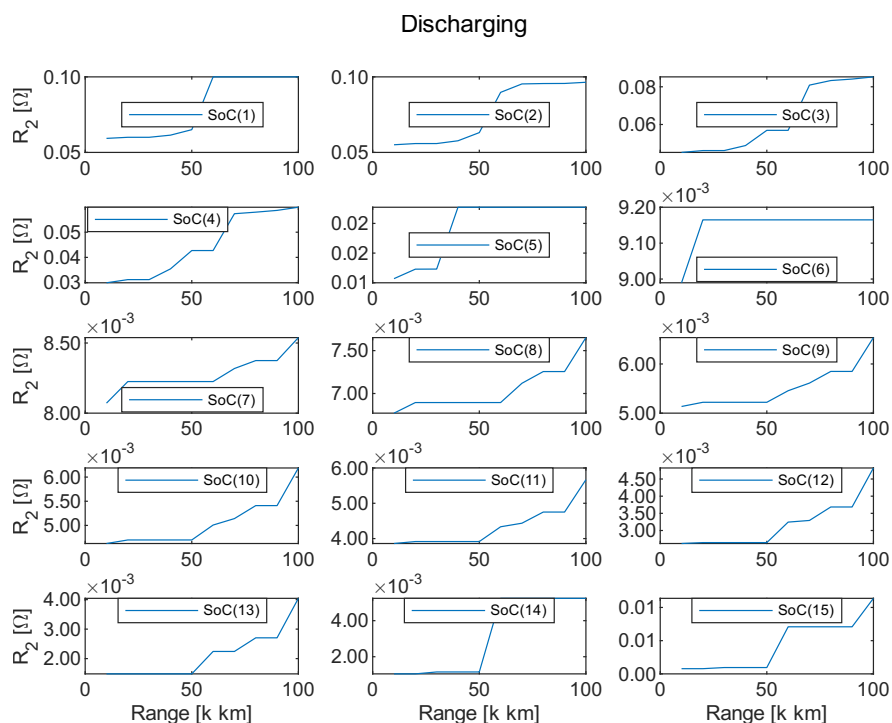 Discharging
0.10
0.05
R2 [Ω]
SoC(1)
0 50 100
0.10
0.05
SoC(2)
0 50 100
0.08
0.06
SoC(3)
0 50 100
0.05
0.04
0.03
R2 [Ω]
SoC(4)
0 50 100
0.02
0.02
0.01
SoC(5)
0 50 100
×10-3
9.20
9.10
9.00
SoC(6)
0 50 100
×10-3
8.50
8.00
R2 [Ω]
SoC(7)
0 50 100
×10-3
7.50
7.00
SoC(8)
0 50 100
×10-3
6.00
5.00
SoC(9)
0 50 100
×10-3
6.00
5.50
5.00
R2 [Ω]
SoC(10)
0 50 100
×10-3
6.00
5.00
4.00
SoC(11)
0 50 100
×10-3
4.50
4.00
3.50
3.00
SoC(12)
0 50 100
×10-3
4.00
3.00
2.00
R2 [Ω]
SoC(13)
0 50 100
Range [k km]
×10-3
4.00
2.00
SoC(14)
0 50 100
Range [k km]
0.01
0.01
0.00
SoC(15)
0 50 100
Range [k km]